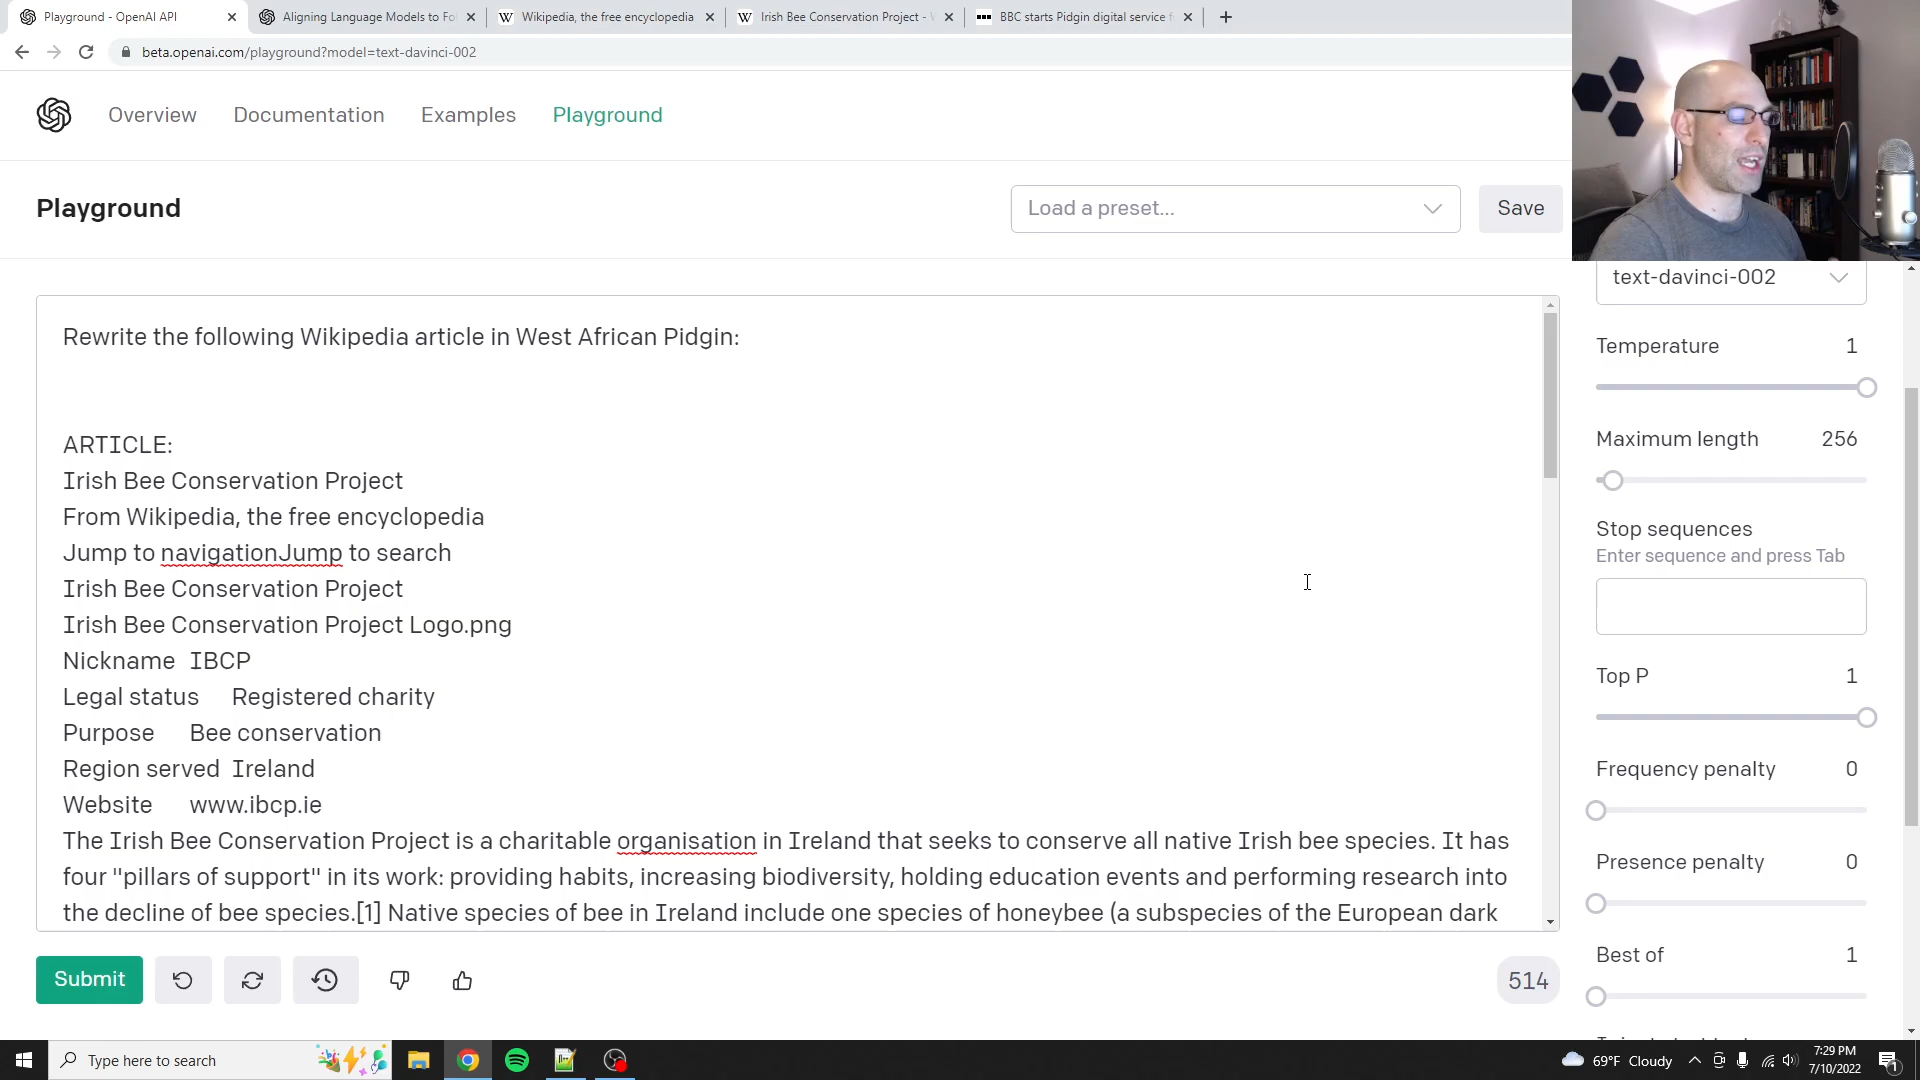 Playground - OpenAI API
Aligning Language Models to Fo
Wikipedia, the free encyclopedia
Irish Bee Conservation Project -
BBC starts Pidgin digital service f
beta.openai.com/playground?model=text-davinci-002
Overview
Documentation
Examples
Playground
Playground
Load a preset...
Save
text-davinci-002
Rewrite the following Wikipedia article in West African Pidgin:
ARTICLE:
Irish Bee Conservation Project
From Wikipedia, the free encyclopedia
Jump to navigationJump to search
Irish Bee Conservation Project
Irish Bee Conservation Project Logo.png
Nickname IBCP
Legal status Registered charity
Purpose Bee conservation
Region served Ireland
Website www.ibcp.ie
The Irish Bee Conservation Project is a charitable organisation in Ireland that seeks to conserve all native Irish bee species. It has
four "pillars of support" in its work: providing habits, increasing biodiversity, holding education events and performing research into
the decline of bee species.[1] Native species of bee in Ireland include one species of honeybee (a subspecies of the European dark
Temperature 1
Maximum length 256
Stop sequences
Enter sequence and press Tab
Top P 1
Frequency penalty 0
Presence penalty 0
Best of 1
Submit
514
Type here to search
69°F Cloudy
7:29 PM
7/10/2022
1